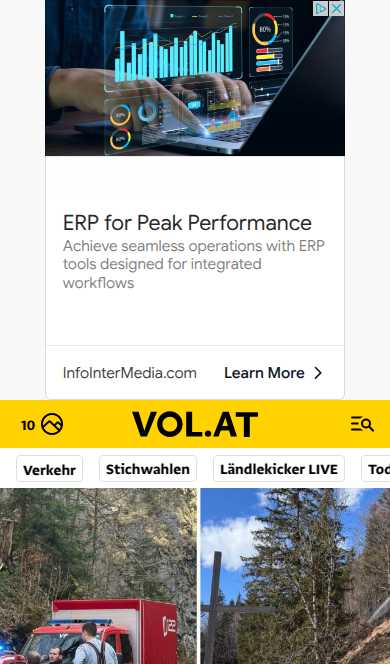 80%
ERP for Peak Performance
Achieve seamless operations with ERP
tools designed for integrated
workflows
InfoInterMedia.com Learn More
10 VOL.AT
Verkehr Stichwahlen Ländlekicker LIVE Tod